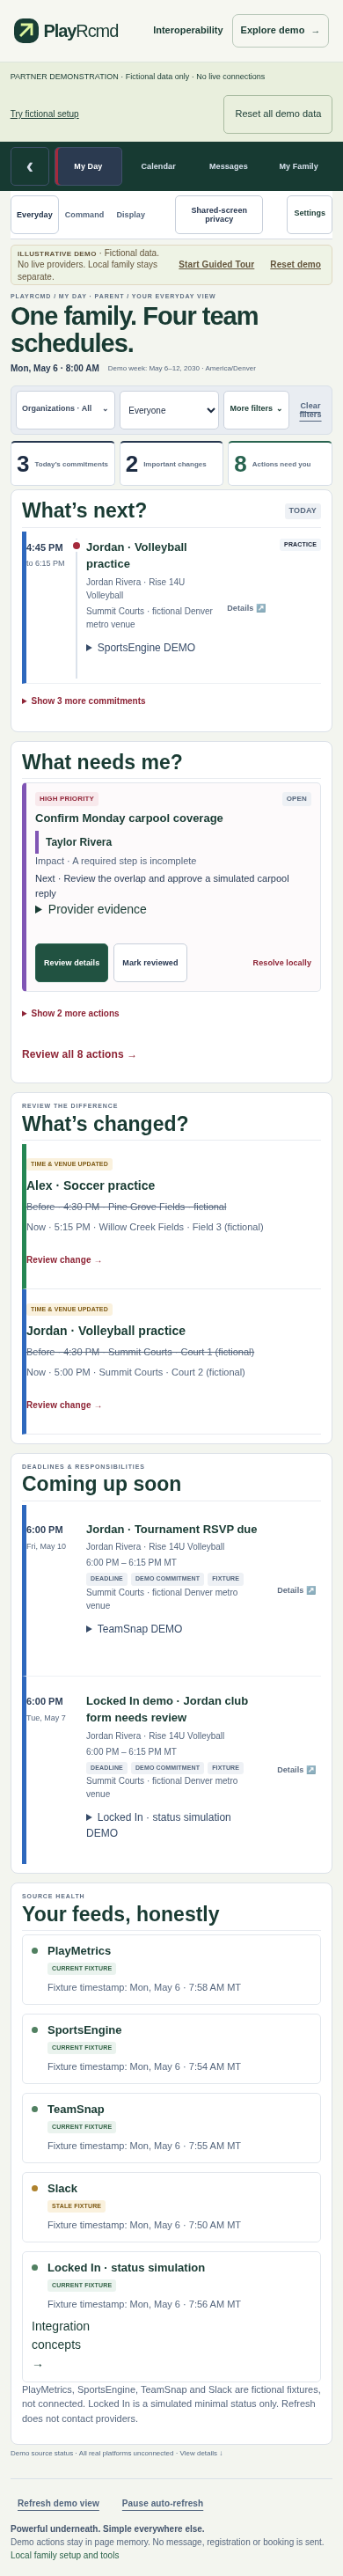 PlayRcmd
Interoperability
Explore demo →
PARTNER DEMONSTRATION · Fictional data only · No live connections
Try fictional setup
Reset all demo data
‹
My Day
Calendar
Messages
My Family
Everyday
Command
Display
Shared-screen
privacy
Settings
ILLUSTRATIVE DEMO · Fictional data.
No live providers. Local family stays
separate.
Start Guided Tour
Reset demo
PLAYRCMD / MY DAY · PARENT / YOUR EVERYDAY VIEW
One family. Four team
schedules.
Mon, May 6 · 8:00 AM
Demo week: May 6–12, 2030 · America/Denver
Organizations · All
Everyone
More filters
Clear
filters
3 Today's commitments
2 Important changes
8 Actions need you
What's next?
TODAY
4:45 PM
to 6:15 PM
Jordan · Volleyball
practice
PRACTICE
Jordan Rivera · Rise 14U
Volleyball
Summit Courts · fictional Denver
metro venue
Details ↗
▶ SportsEngine DEMO
▶ Show 3 more commitments
What needs me?
HIGH PRIORITY
OPEN
Confirm Monday carpool coverage
Taylor Rivera
Impact · A required step is incomplete
Next · Review the overlap and approve a simulated carpool
reply
▶ Provider evidence
Review details
Mark reviewed
Resolve locally
▶ Show 2 more actions
Review all 8 actions →
REVIEW THE DIFFERENCE
What's changed?
TIME & VENUE UPDATED
Alex · Soccer practice
Before · 4:30 PM · Pine Grove Fields · fictional
Now · 5:15 PM · Willow Creek Fields · Field 3 (fictional)
Review change →
TIME & VENUE UPDATED
Jordan · Volleyball practice
Before · 4:30 PM · Summit Courts · Court 1 (fictional)
Now · 5:00 PM · Summit Courts · Court 2 (fictional)
Review change →
DEADLINES & RESPONSIBILITIES
Coming up soon
6:00 PM
Fri, May 10
Jordan · Tournament RSVP due
Jordan Rivera · Rise 14U Volleyball
6:00 PM – 6:15 PM MT
DEADLINE
DEMO COMMITMENT
FIXTURE
Summit Courts · fictional Denver metro
venue
Details ↗
▶ TeamSnap DEMO
6:00 PM
Tue, May 7
Locked In demo · Jordan club
form needs review
Jordan Rivera · Rise 14U Volleyball
6:00 PM – 6:15 PM MT
DEADLINE
DEMO COMMITMENT
FIXTURE
Summit Courts · fictional Denver metro
venue
Details ↗
▶ Locked In · status simulation
DEMO
SOURCE HEALTH
Your feeds, honestly
PlayMetrics
CURRENT FIXTURE
Fixture timestamp: Mon, May 6 · 7:58 AM MT
SportsEngine
CURRENT FIXTURE
Fixture timestamp: Mon, May 6 · 7:54 AM MT
TeamSnap
CURRENT FIXTURE
Fixture timestamp: Mon, May 6 · 7:55 AM MT
Slack
STALE FIXTURE
Fixture timestamp: Mon, May 6 · 7:50 AM MT
Locked In · status simulation
CURRENT FIXTURE
Fixture timestamp: Mon, May 6 · 7:56 AM MT
Integration
concepts
→
PlayMetrics, SportsEngine, TeamSnap and Slack are fictional fixtures,
not connected. Locked In is a simulated minimal status only. Refresh
does not contact providers.
Demo source status · All real platforms unconnected · View details ↓
Refresh demo view
Pause auto-refresh
Powerful underneath. Simple everywhere else.
Demo actions stay in page memory. No message, registration or booking is sent.
Local family setup and tools